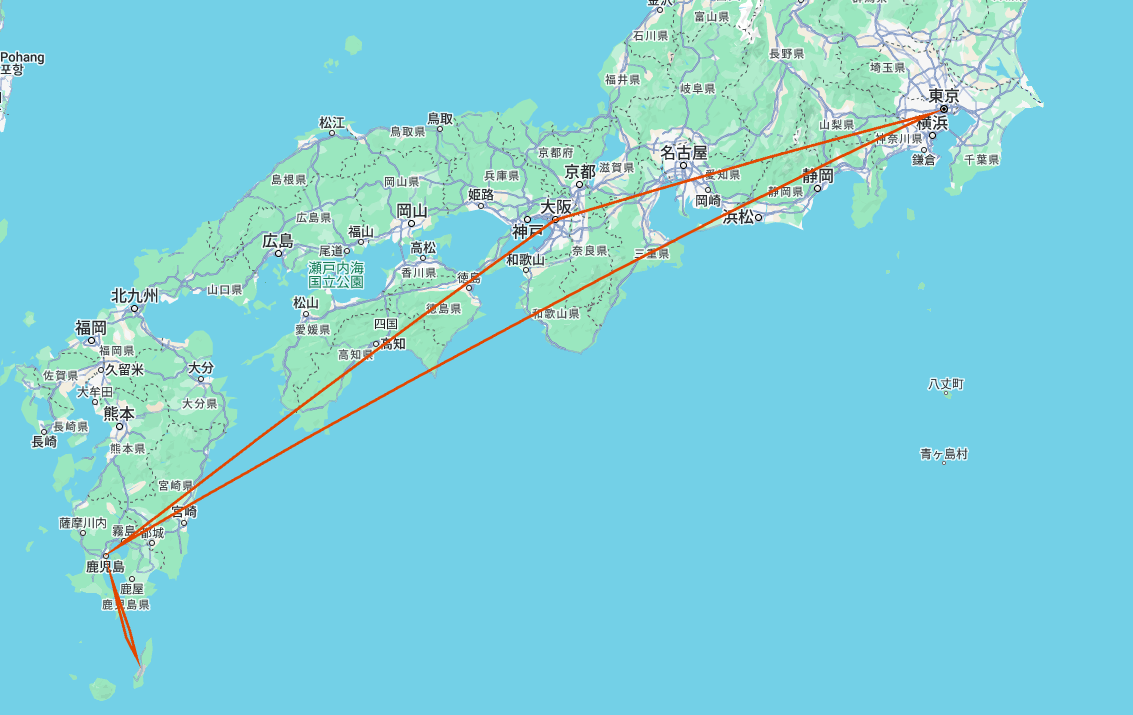 金沢
富山県
石川県
長野県
Pohang
포항
埼玉県
福井県
岐阜県
東京
松江
鳥取
鳥取県
山梨県
横浜
神奈川県
京都府
名古屋
鎌倉
千葉県
滋賀県
京都
兵庫県
愛知県
静岡
島根県
岡山県
姫路
静岡県
岡崎
大阪
岡山
広島県
浜松
福山
神戸
広島
尾道
高松
奈良県
三重県
和歌山
瀬戸内海
国立公園
香川県
徳島
山口県
北九州
松山
徳島県
和歌山県
四国
愛媛県
福岡
高知
福岡県
高知県
久留米
大分
佐賀県
八丈町
大牟田
大分県
熊本
長崎県
長崎
熊本県
青ヶ島村
宮崎県
宮崎
薩摩川内
霧島
都城
鹿児島
鹿屋
鹿児島県